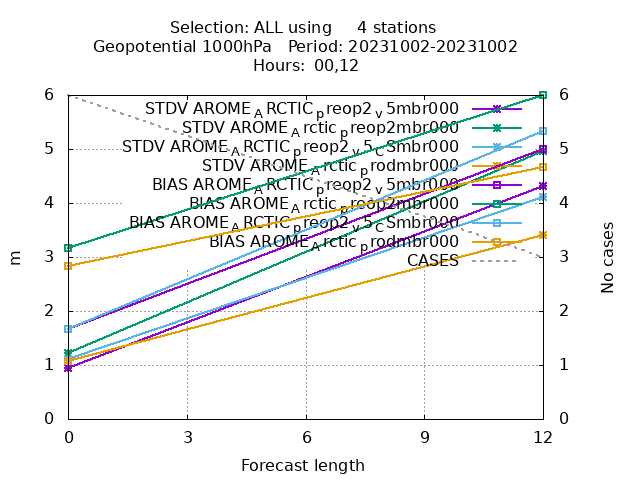 Selection: ALL using     4 stations
Geopotential 1000hPa   Period: 20231002-20231002
Hours: 00,12
STDV AROME_ARCTIC_preop2_v5mbr000
STDV AROME_Arctic_preop2mbr000
STDV AROME_ARCTIC_preop2_v5_CSmbr000
STDV AROME_Arctic_prodmbr000
BIAS AROME_ARCTIC_preop2_v5mbr000
BIAS AROME_Arctic_preop2mbr000
BIAS AROME_ARCTIC_preop2_v5_CSmbr000
BIAS AROME_Arctic_prodmbr000
CASES
6 6
5 5
4 4
3 3
2 2
1 1
0 0
m
No cases
0 3 6 9 12
Forecast length